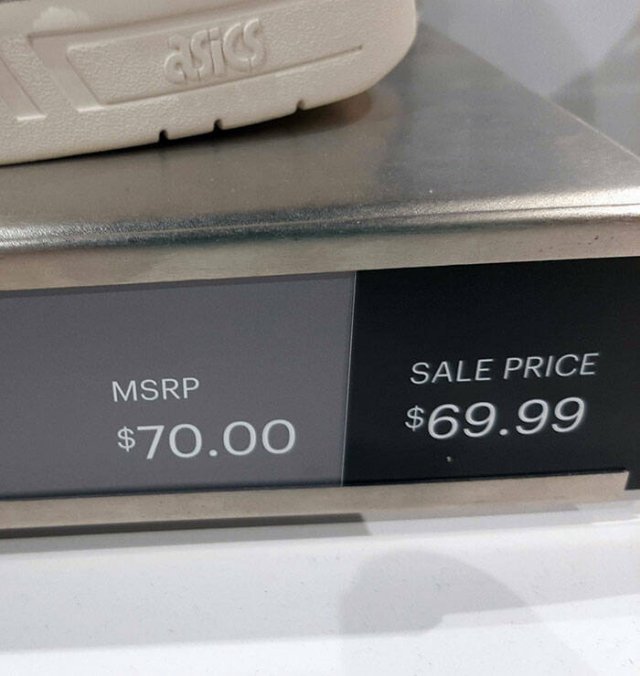 asics
MSRP
$70.00
SALE PRICE
$69.99